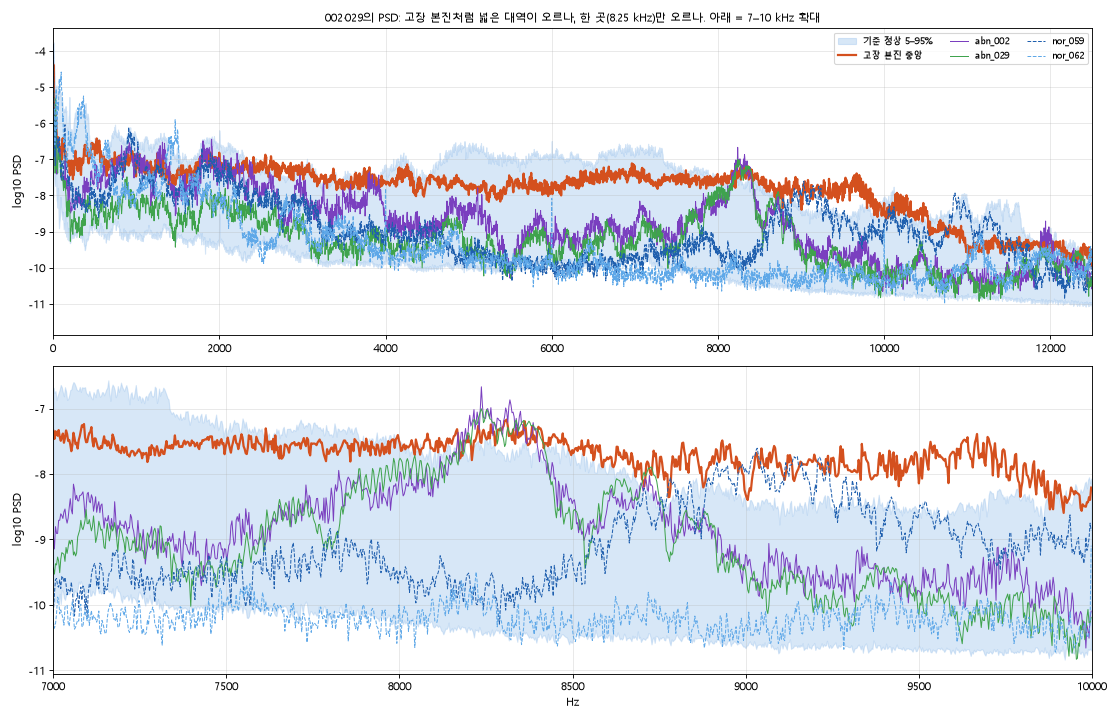 002029의 PSD: 고장 본진처럼 넓은 대역이 오르나, 한 곳(8.25 kHz)만 오르나. 아래 = 7–10 kHz 확대
기준 정상 5–95%
고장 본진 중앙
abn_002
abn_029
nor_059
nor_062
log10 PSD
-4
-5
-6
-7
-8
-9
-10
-11
0
2000
4000
6000
8000
10000
12000
log10 PSD
-7
-8
-9
-10
-11
7000
7500
8000
8500
9000
9500
10000
Hz